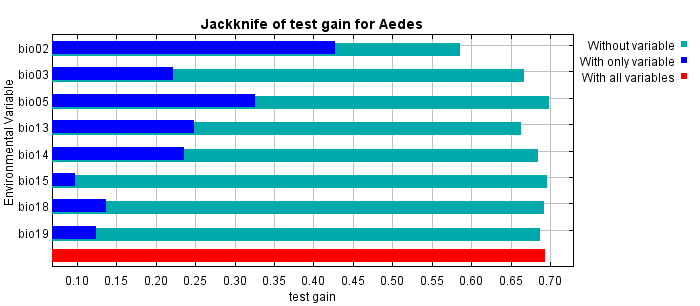 Jackknife of test gain for Aedes
Environmental Variable
bio02
bio03
bio05
bio13
bio14
bio15
bio18
bio19
0.10 0.15 0.20 0.25 0.30 0.35 0.40 0.45 0.50 0.55 0.60 0.65 0.70
test gain
Without variable
With only variable
With all variables